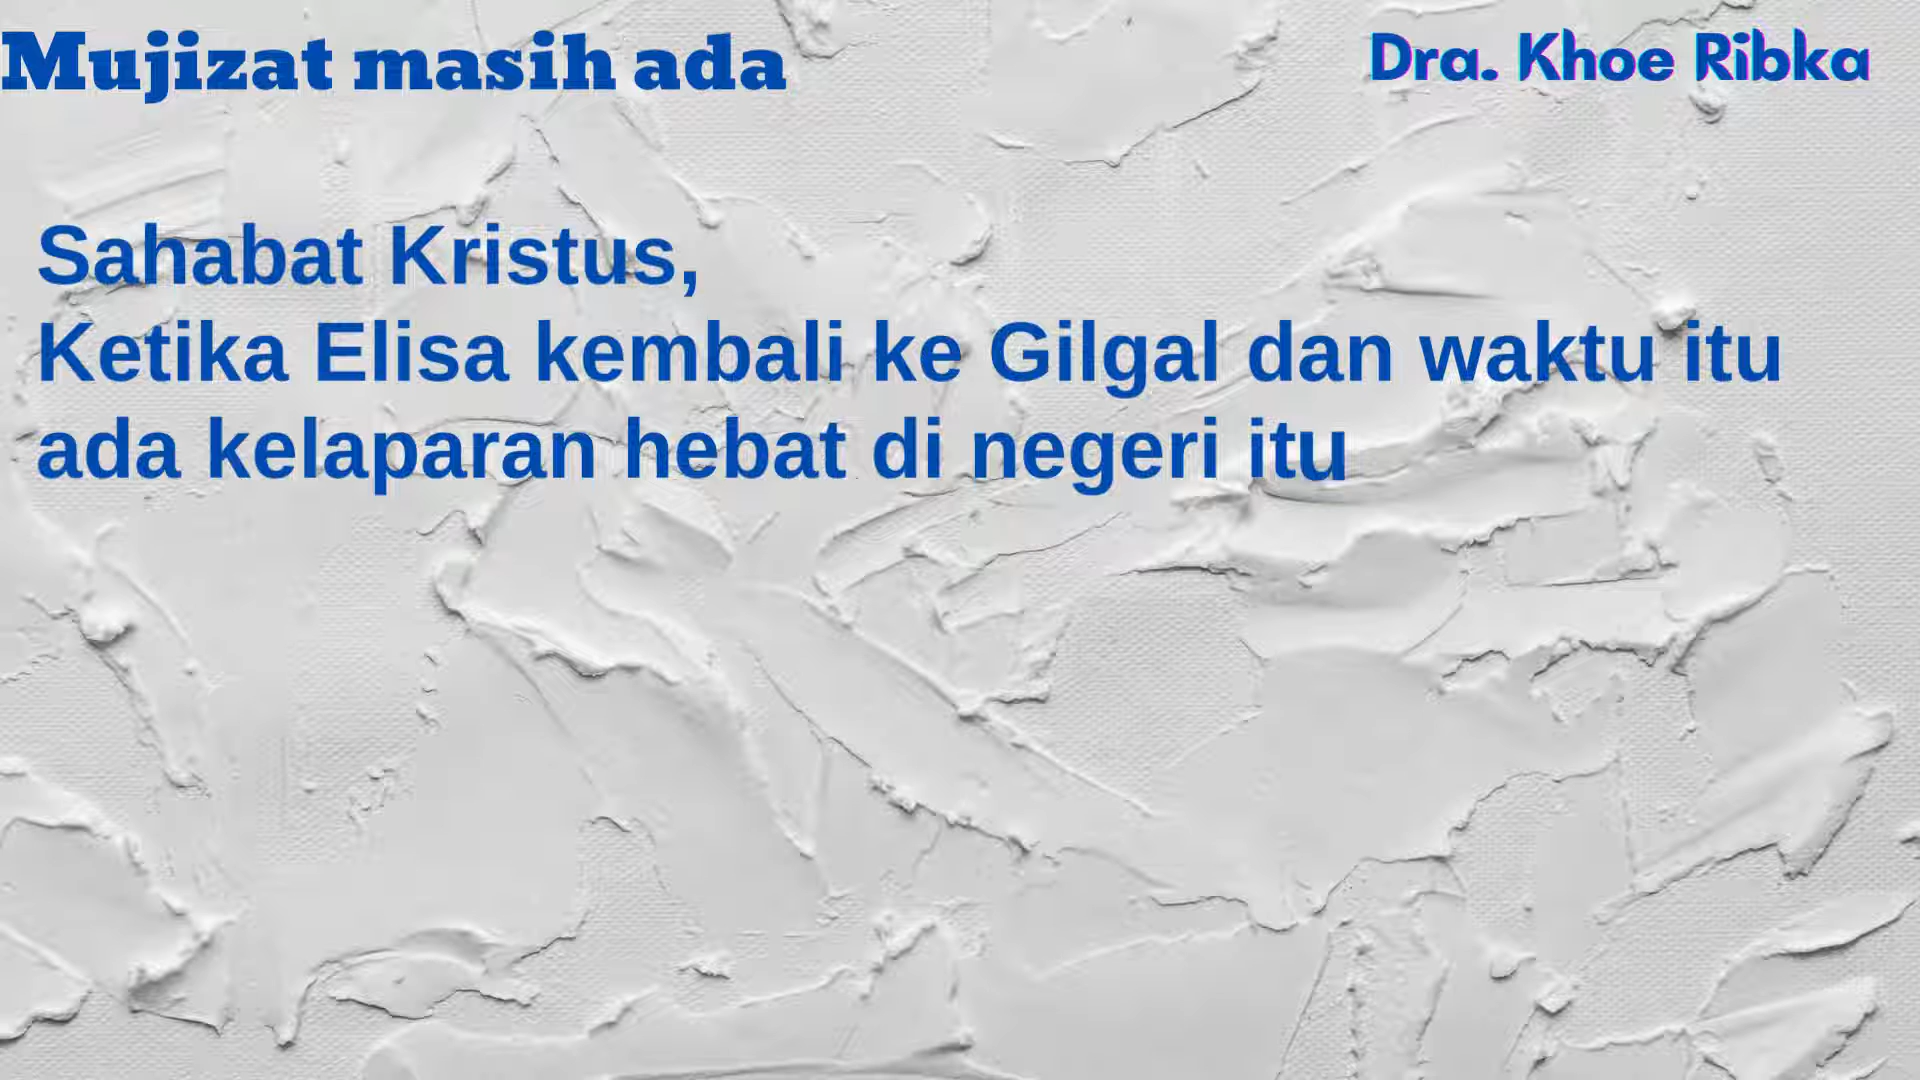 Mujizat masih ada
Dra. Khoe Ribka
Sahabat Kristus,
Ketika Elisa kembali ke Gilgal dan waktu itu
ada kelaparan hebat di negeri itu